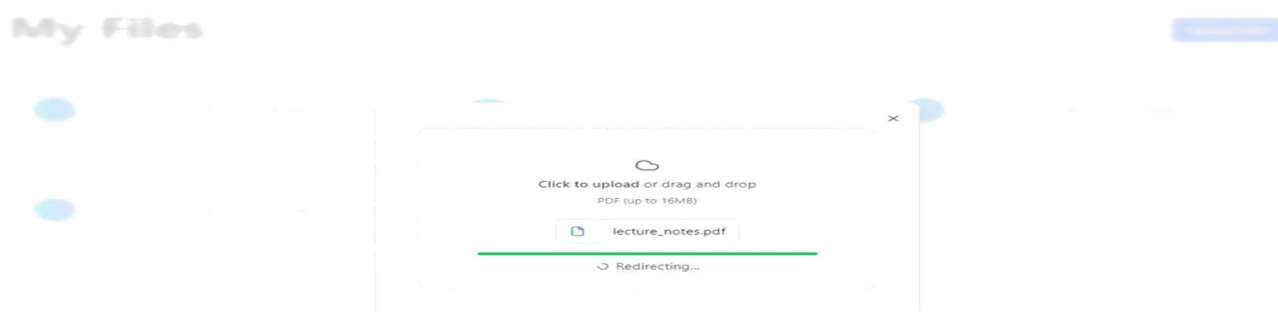 My Files
Click to upload or drag and drop
PDF (up to 16MB)
lecture_notes.pdf
Redirecting...